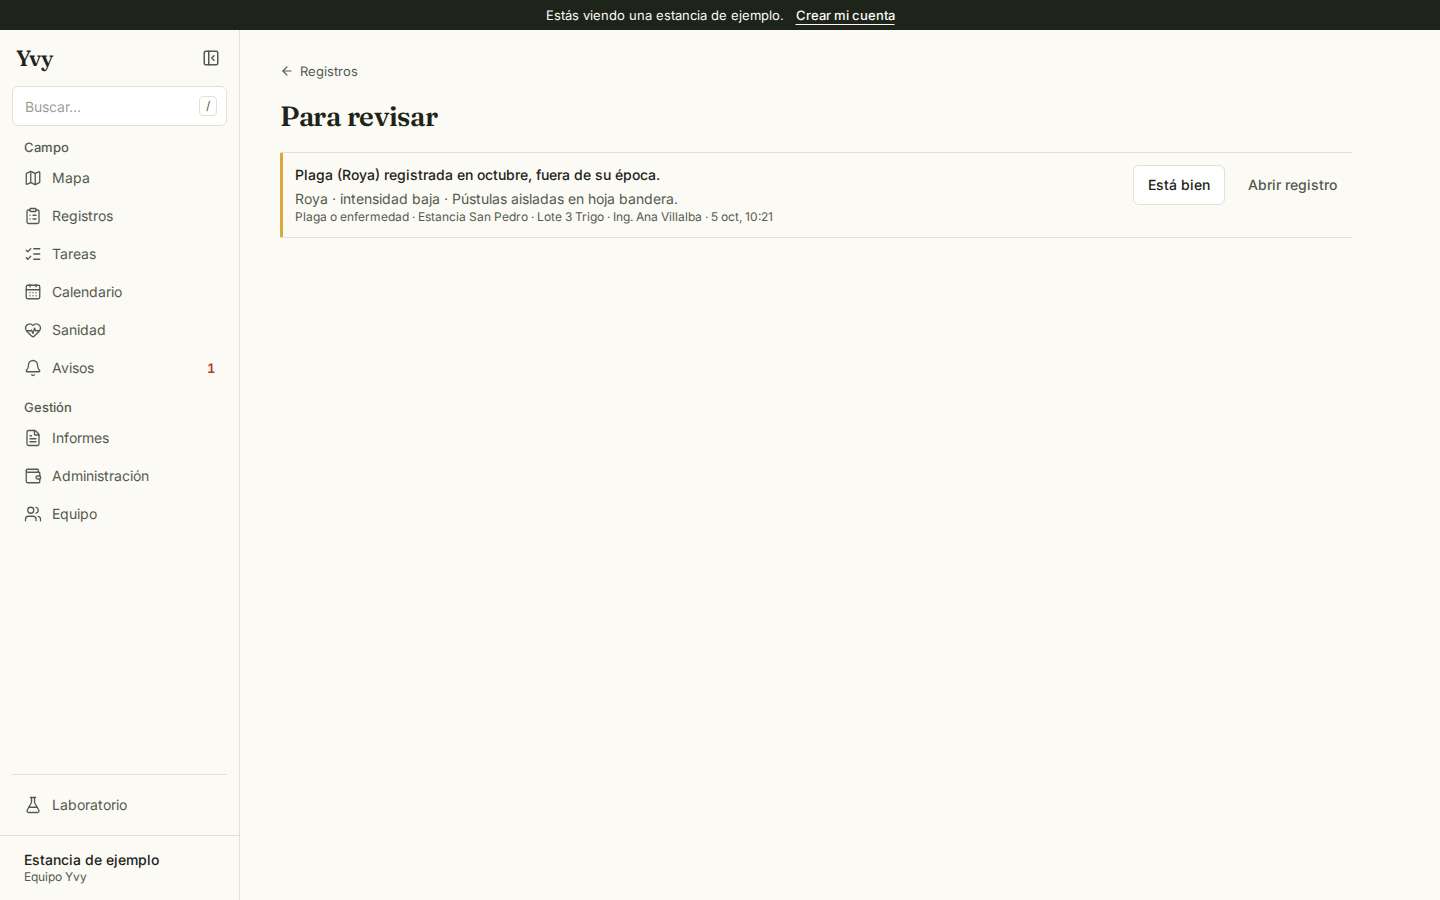 Estás viendo una estancia de ejemplo. Crear mi cuenta
Yvy
Buscar... /
Campo
Mapa
Registros
Tareas
Calendario
Sanidad
Avisos 1
Gestión
Informes
Administración
Equipo
Laboratorio
Estancia de ejemplo
Equipo Yvy
Registros
Para revisar
Plaga (Roya) registrada en octubre, fuera de su época.
Roya · intensidad baja · Pústulas aisladas en hoja bandera.
Plaga o enfermedad · Estancia San Pedro · Lote 3 Trigo · Ing. Ana Villalba · 5 oct, 10:21
Está bien
Abrir registro